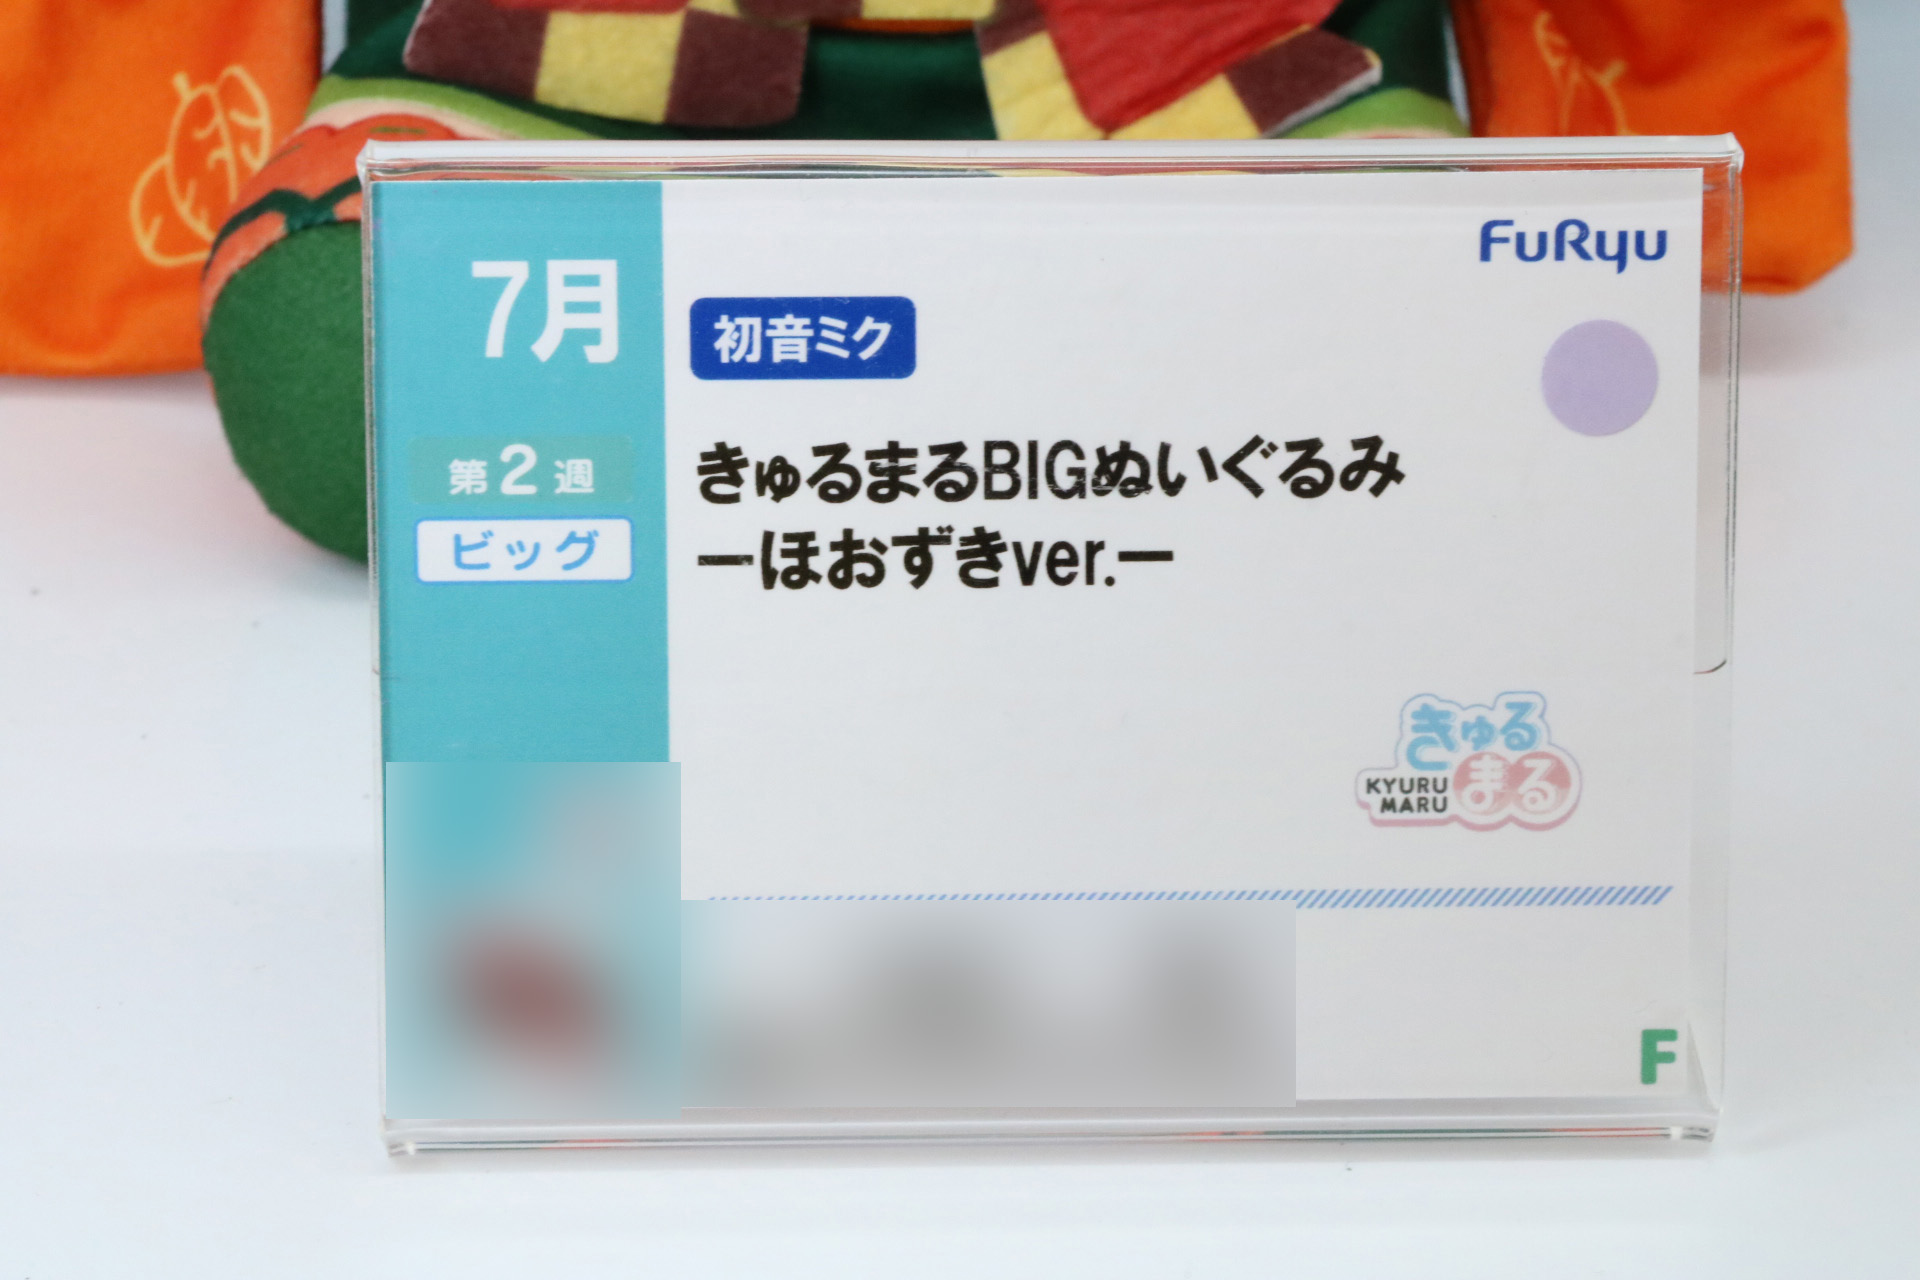 7月
第2週
ビッグ
FuRyu
初音ミク
きゅるまるBIGぬいぐるみ
ーほおずきver.ー
きゅる
まる
KYURU
MARU
F